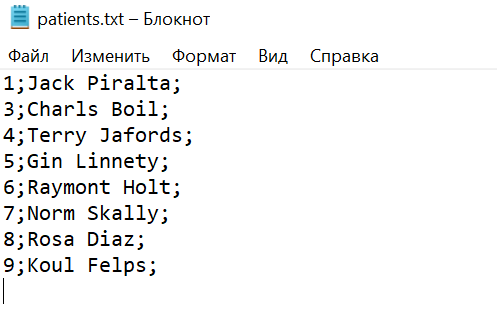 patients.txt – Блокнот
Файл Изменить Формат Вид Справка
1;Jack Piralta;
3;Charls Boil;
4;Terry Jafords;
5;Gin Linnety;
6;Raymont Holt;
7;Norm Skally;
8;Rosa Diaz;
9;Koul Felps;